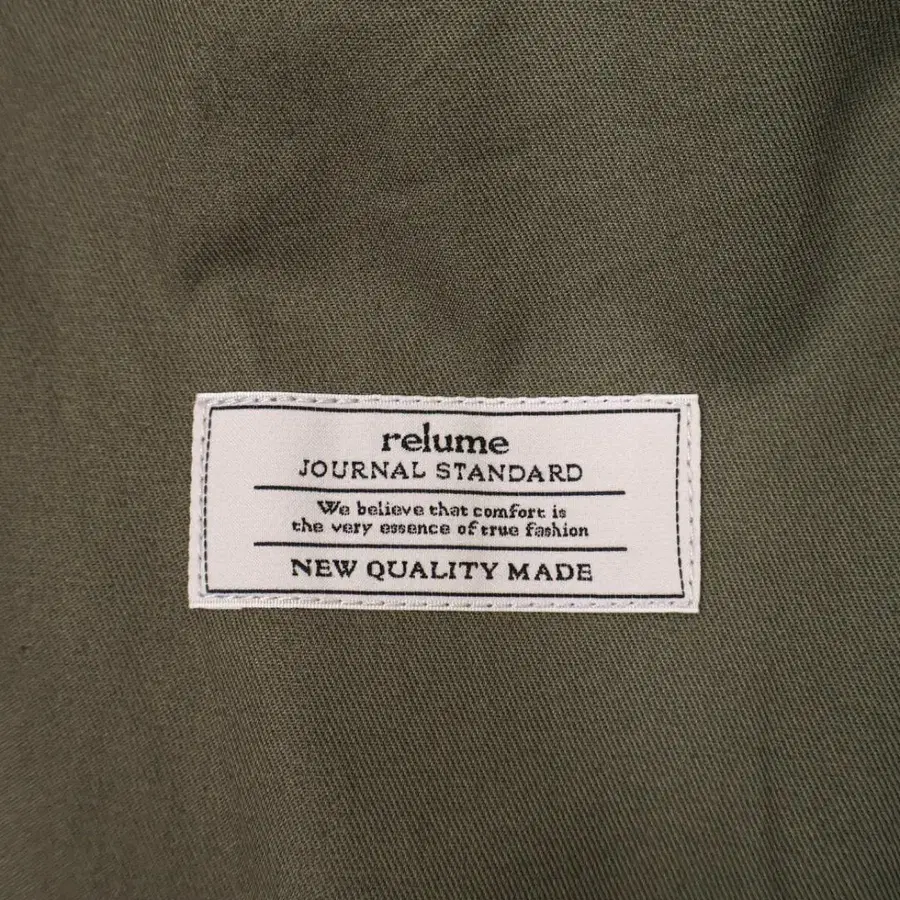 relume
JOURNAL STANDARD
We believe that comfort is
the very essence of true fashion
NEW QUALITY MADE